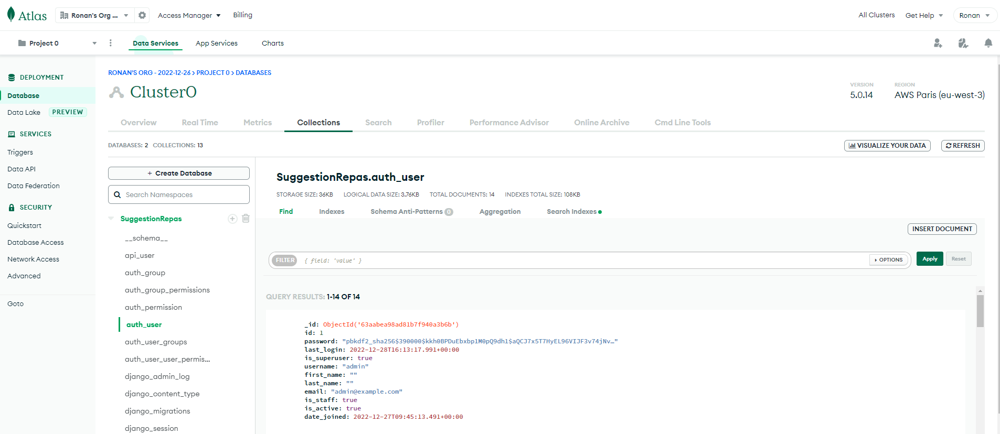 Atlas
Ronan's Org ...
Access Manager
Billing
All Clusters
Get Help
Ronan
Project 0
Data Services
App Services
Charts
DEPLOYMENT
Database
Data Lake PREVIEW
SERVICES
Triggers
Data API
Data Federation
SECURITY
Quickstart
Database Access
Network Access
Advanced
Goto
RONAN'S ORG - 2022-12-26 > PROJECT 0 > DATABASES
Cluster0
VERSION
5.0.14
REGION
AWS Paris (eu-west-3)
Overview
Real Time
Metrics
Collections
Search
Profiler
Performance Advisor
Online Archive
Cmd Line Tools
DATABASES: 2 COLLECTIONS: 13
VISUALIZE YOUR DATA
REFRESH
+ Create Database
Search Namespaces
SuggestionRepas
__schema__
api_user
auth_group
auth_group_permissions
auth_permission
auth_user
auth_user_groups
auth_user_user_permis...
django_admin_log
django_content_type
django_migrations
django_session
SuggestionRepas.auth_user
STORAGE SIZE: 36KB LOGICAL DATA SIZE: 3.76KB TOTAL DOCUMENTS: 14 INDEXES TOTAL SIZE: 108KB
Find
Indexes
Schema Anti-Patterns 0
Aggregation
Search Indexes
INSERT DOCUMENT
FILTER { field: 'value' }
OPTIONS
Apply
Reset
QUERY RESULTS: 1-14 OF 14
_id: ObjectId('63aabea98ad81b7f940a3b6b')
id: 1
password: "pbkdf2_sha256$390000$kkh0BPDuEbxbp1M0pQ9dhl$aQCJ7x5T7HyEL96VIJF3v74jNv…"
last_login: 2022-12-28T16:13:17.991+00:00
is_superuser: true
username: "admin"
first_name: ""
last_name: ""
email: "admin@example.com"
is_staff: true
is_active: true
date_joined: 2022-12-27T09:45:13.491+00:00